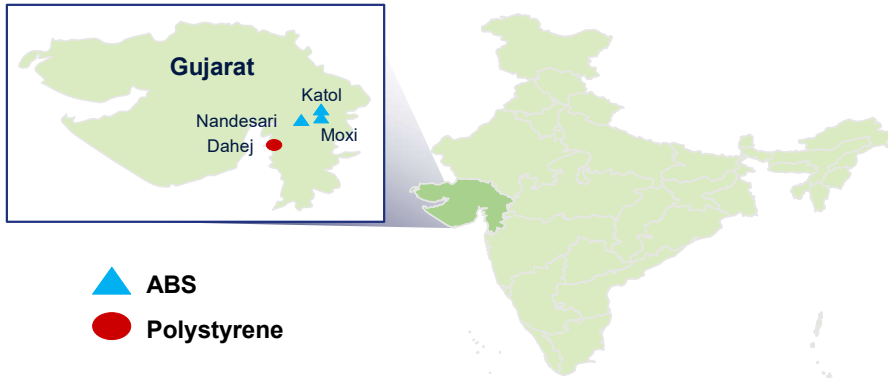 Gujarat
Katol
Nandesari
Moxi
Dahej
ABS
Polystyrene